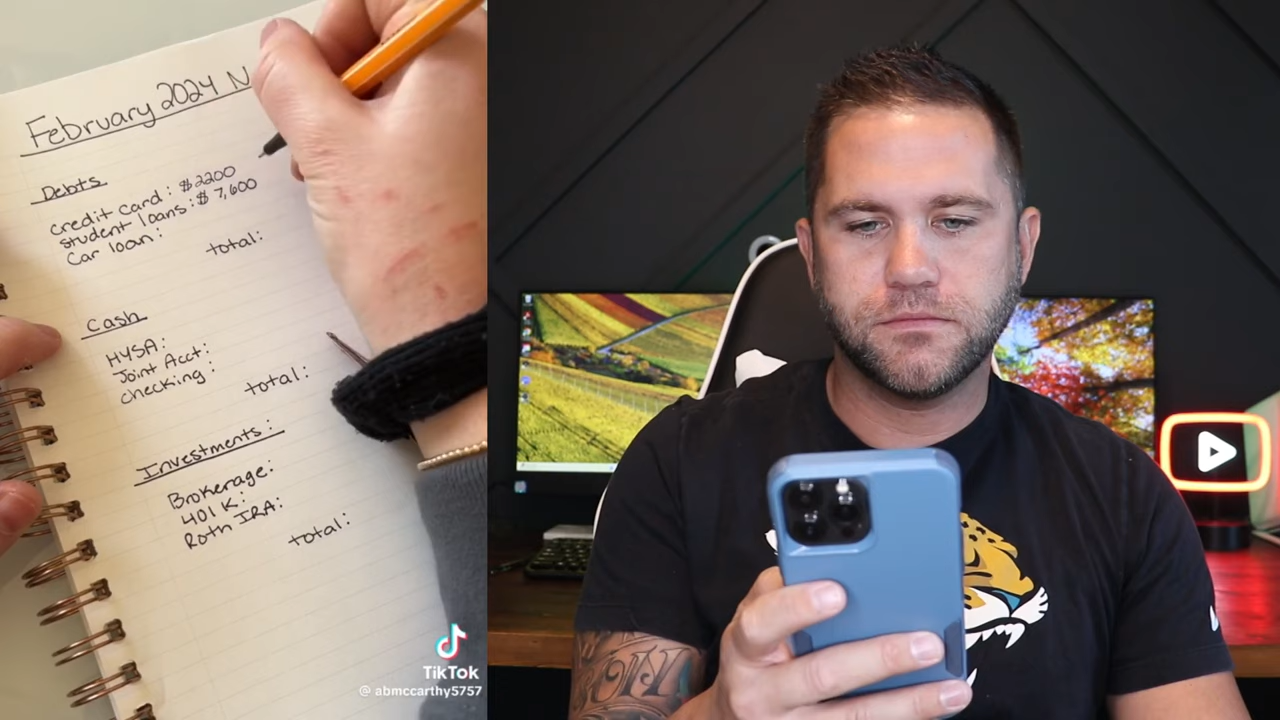 February 2024 N
Debts
credit card: $2200
student loans: $7,600
car loan:
total:
Cash
HYSA:
Joint Acct:
checking:
total:
Investments:
Brokerage:
401k:
Roth IRA:
total:
TikTok
@abmccarthy5757